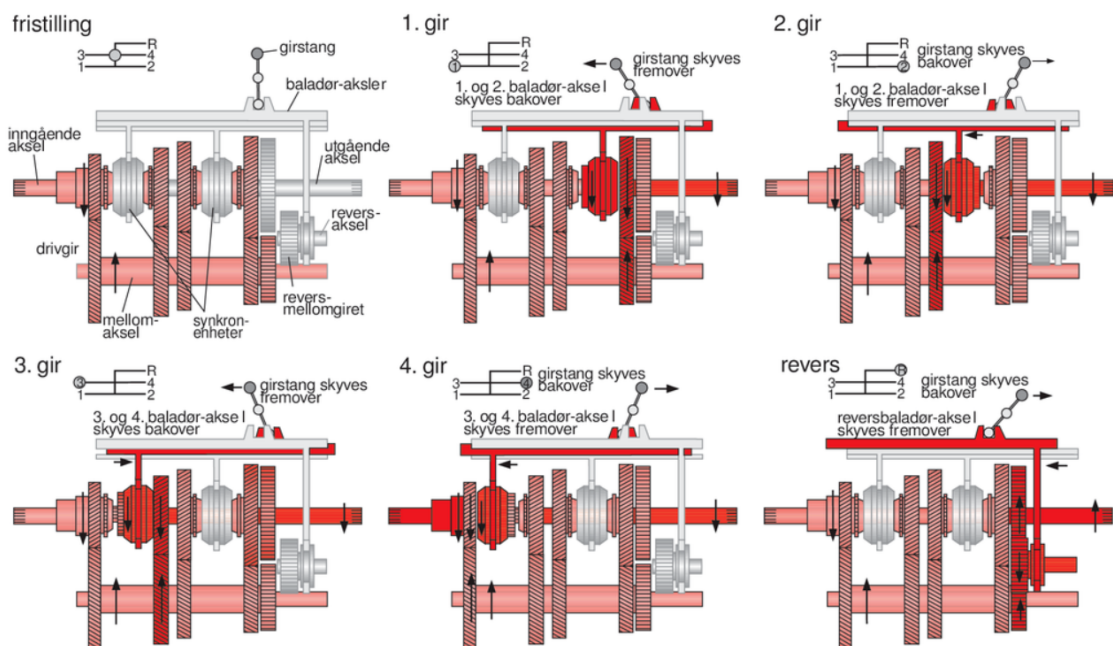 fristilling
R
3 4
1 2
girstang
baladør-aksler
inngående
aksel
utgående
aksel
revers-
aksel
drivgir
mellom-
aksel
synkron-
enheter
revers-
mellomgiret
1. gir
R
3 4
1 2
girstang skyves
fremover
1. og 2. baladør-aksel
skyves bakover
2. gir
R
3 4
1 2
girstang skyves
bakover
1. og 2. baladør-aksel
skyves fremover
3. gir
R
3 4
1 2
girstang skyves
fremover
3. og 4. baladør-aksel
skyves bakover
4. gir
R
3 4
1 2
girstang skyves
bakover
3. og 4. baladør-aksel
skyves fremover
revers
R
3 4
1 2
girstang skyves
bakover
reversbaladør-aksel
skyves fremover